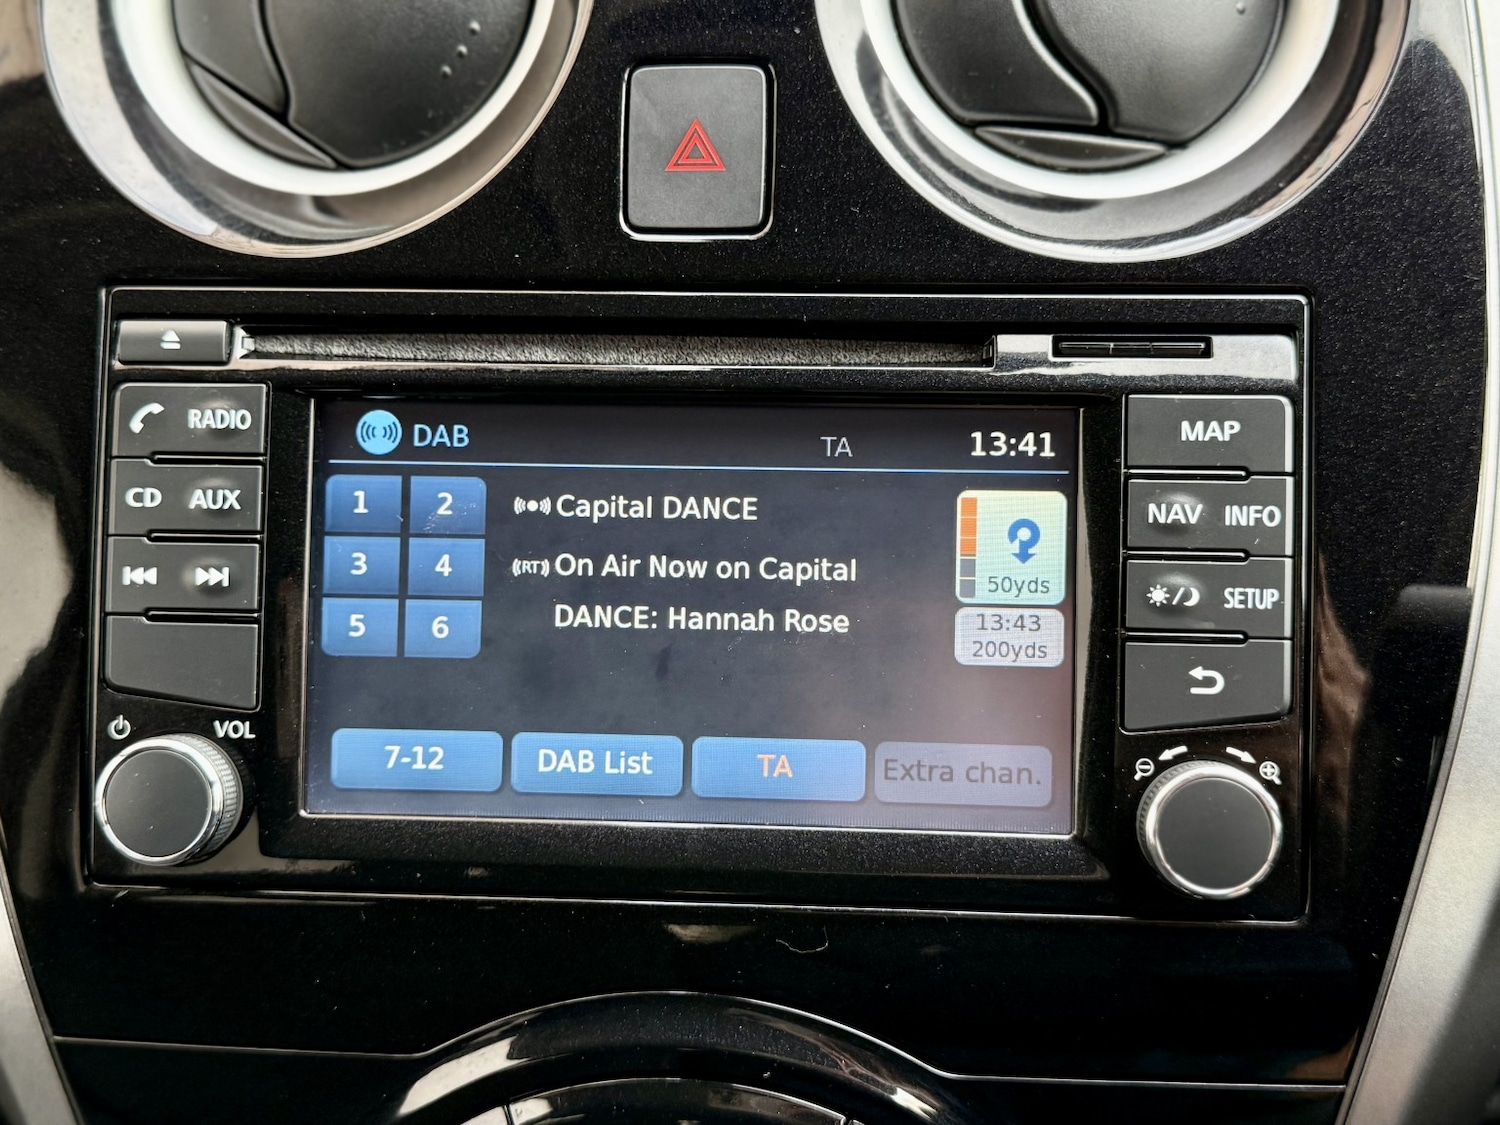 RADIO
CD AUX
VOL
DAB
TA
13:41
1 2
3 4
5 6
Capital DANCE
(RT) On Air Now on Capital
DANCE: Hannah Rose
50yds
13:43
200yds
7-12
DAB List
TA
Extra chan.
MAP
NAV INFO
SETUP